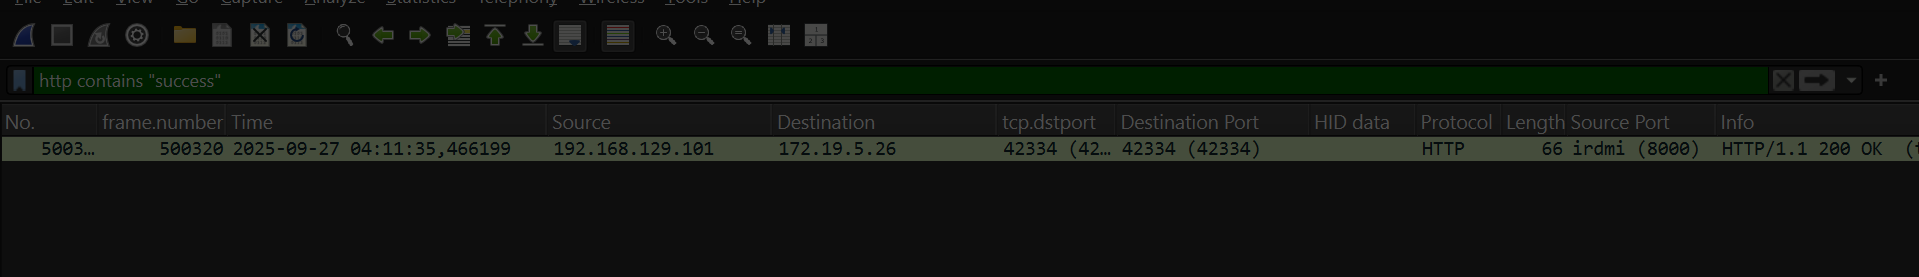 File Edit View Go Capture Analyze Statistics Telephony Wireless Tools Help
http contains "success"
No. frame.number Time Source Destination tcp.dstport Destination Port HID data Protocol Length Source Port Info
5003… 500320 2025-09-27 04:11:35,466199 192.168.129.101 172.19.5.26 42334 (42… 42334 (42334) HTTP 66 irdmi (8000) HTTP/1.1 200 OK